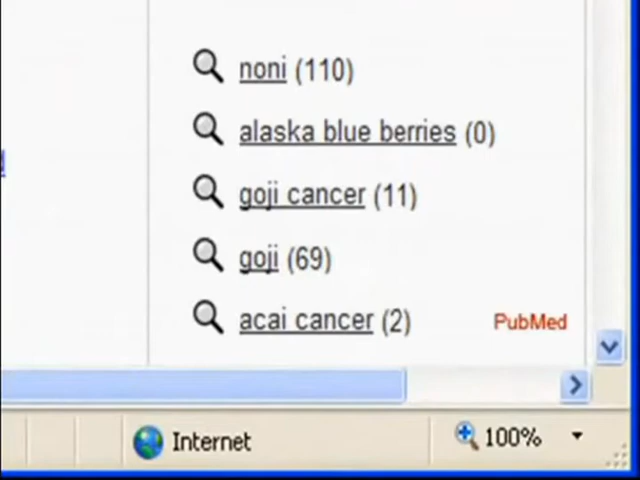 noni (110)
alaska blue berries (0)
goji cancer (11)
goji (69)
acai cancer (2)
PubMed
Internet
100%